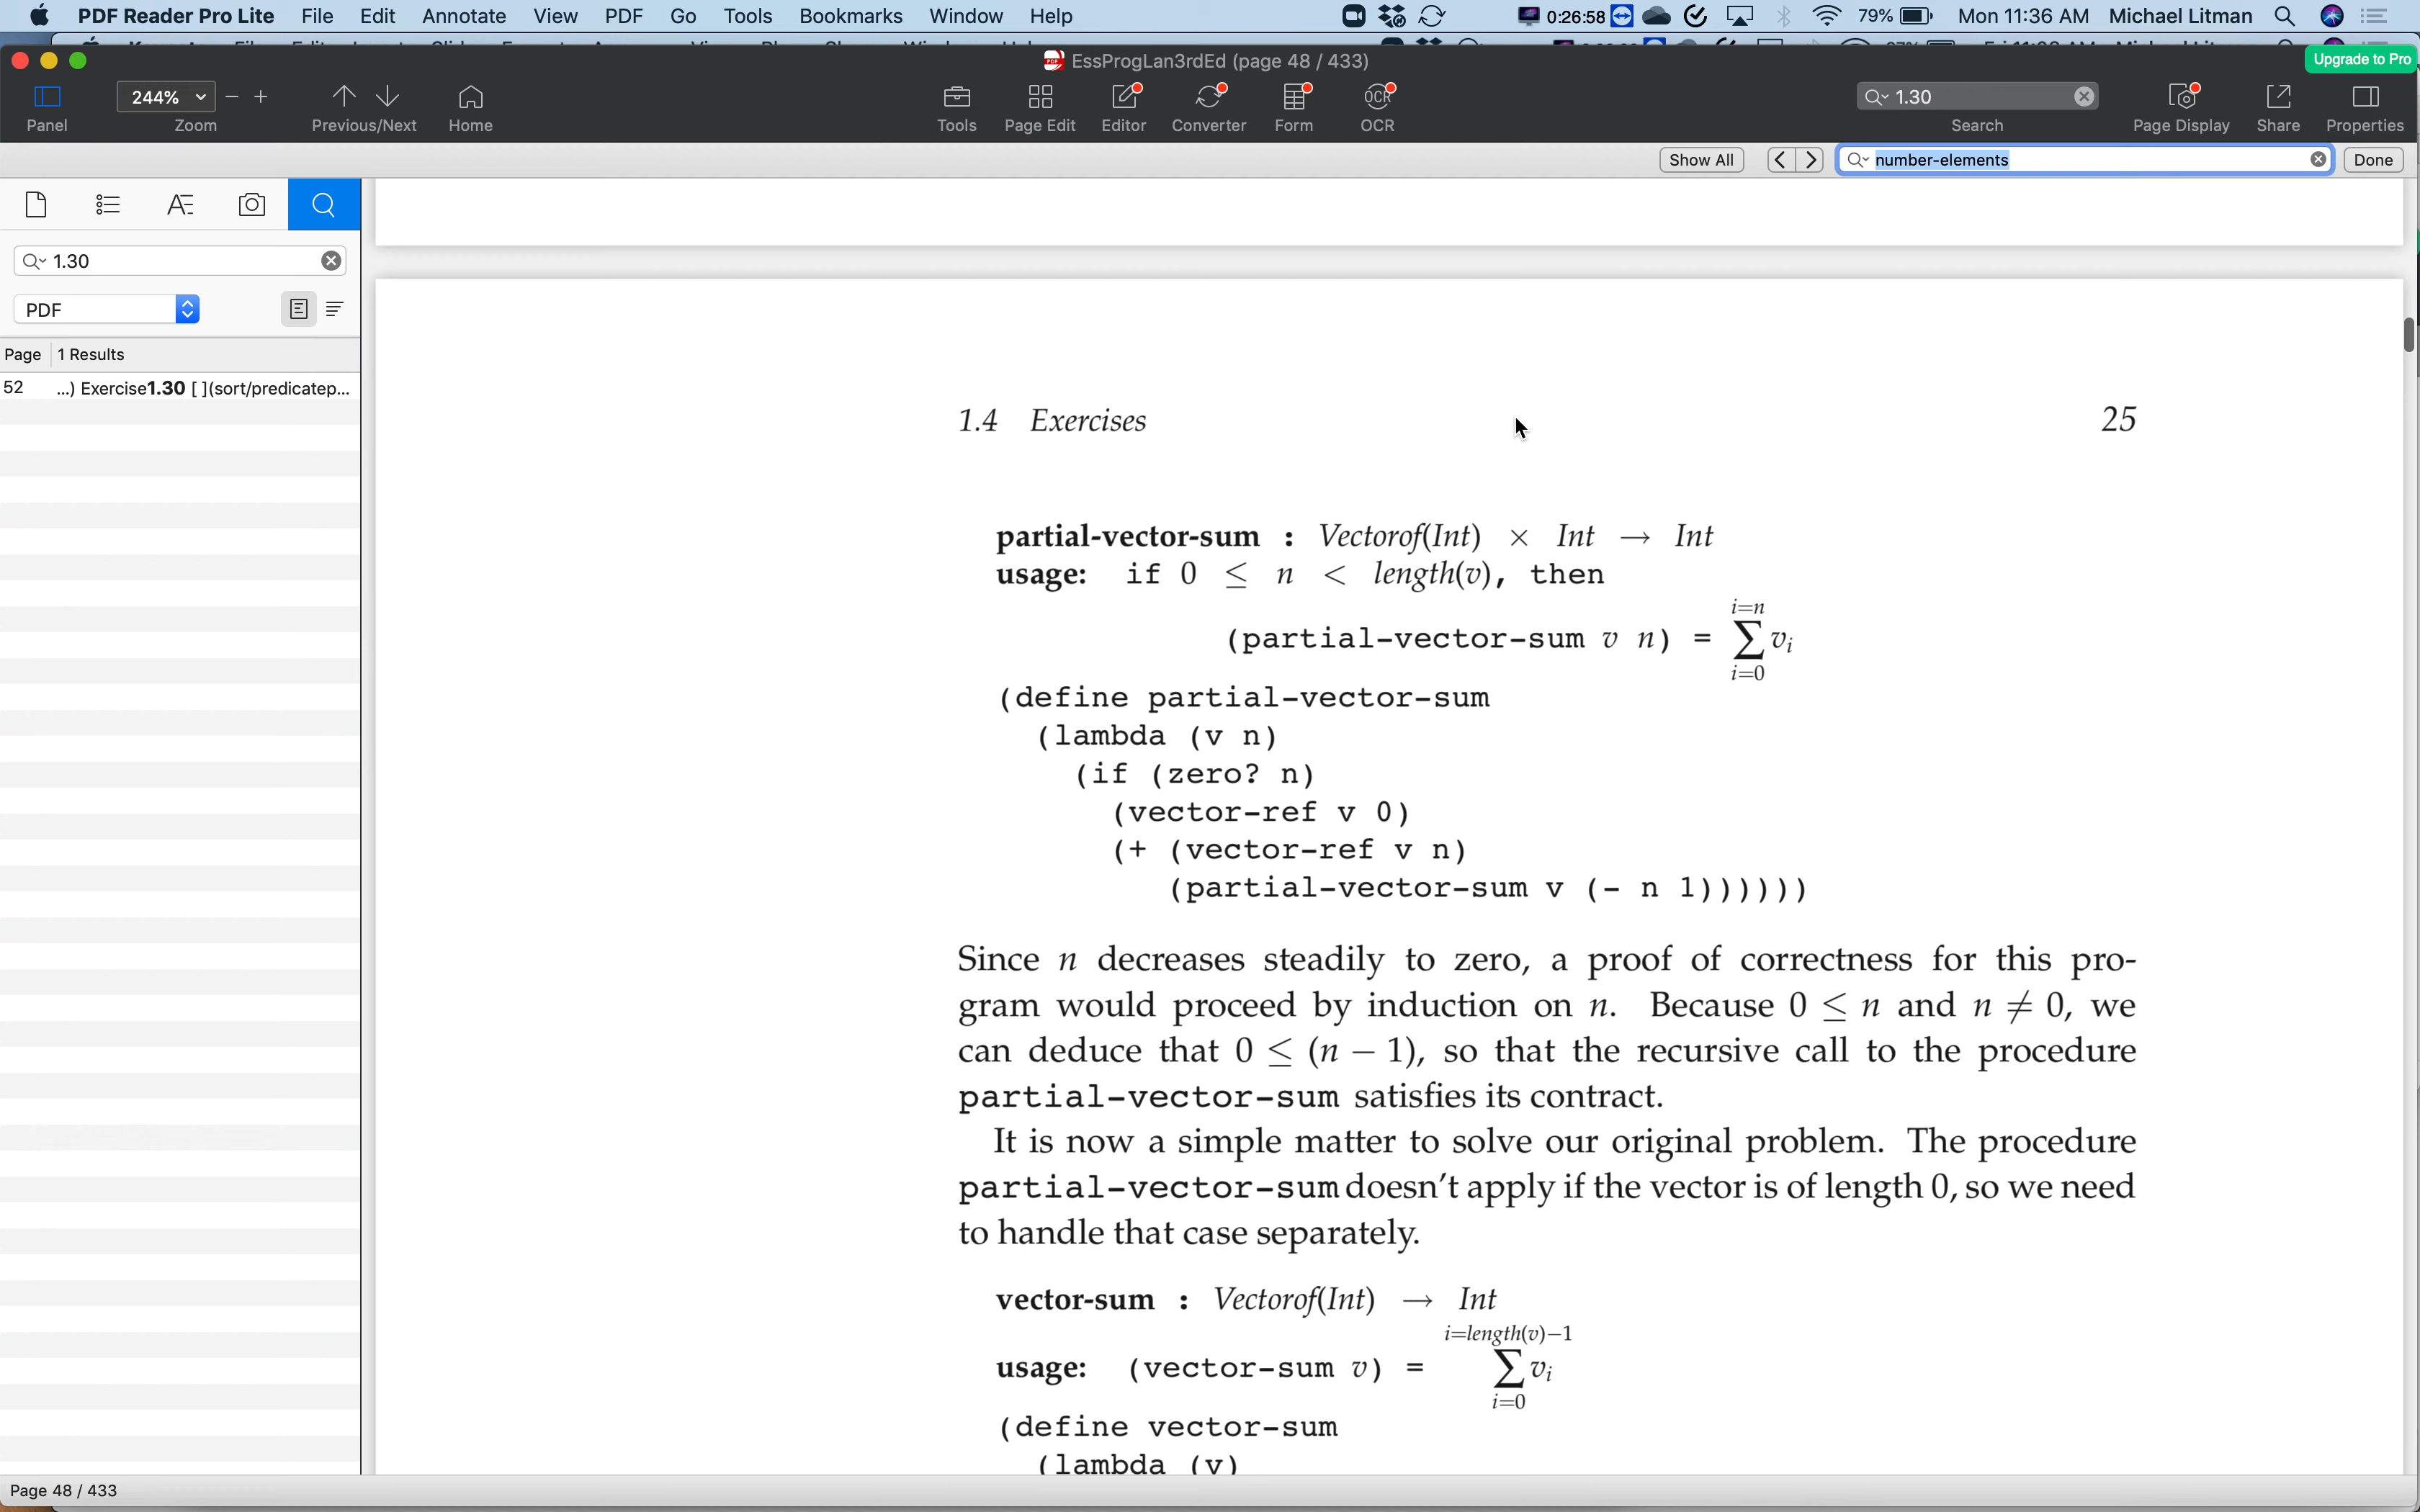 PDF Reader Pro Lite File Edit Annotate View PDF Go Tools Bookmarks Window Help 0:26:58 79% Mon 11:36 AM Michael Litman
EssProgLan3rdEd (page 48 / 433)
Upgrade to Pro
244%
1.30
Panel Zoom Previous/Next Home Tools Page Edit Editor Converter Form OCR Search Page Display Share Properties
Show All number-elements Done
1.30
PDF
Page 1 Results
52 ...) Exercise1.30 [ ](sort/predicatep...
1.4 Exercises 25
partial-vector-sum : Vectorof(Int) × Int → Int
usage: if 0 ≤ n < length(v), then
i=n
(partial-vector-sum v n) = ∑ vi
i=0
(define partial-vector-sum
(lambda (v n)
(if (zero? n)
(vector-ref v 0)
(+ (vector-ref v n)
(partial-vector-sum v (- n 1))))))
Since n decreases steadily to zero, a proof of correctness for this pro-
gram would proceed by induction on n. Because 0 ≤ n and n ≠ 0, we
can deduce that 0 ≤ (n − 1), so that the recursive call to the procedure
partial-vector-sum satisfies its contract.
It is now a simple matter to solve our original problem. The procedure
partial-vector-sum doesn't apply if the vector is of length 0, so we need
to handle that case separately.
vector-sum : Vectorof(Int) → Int
i=length(v)−1
usage: (vector-sum v) = ∑ vi
i=0
(define vector-sum
(lambda (v)
Page 48 / 433